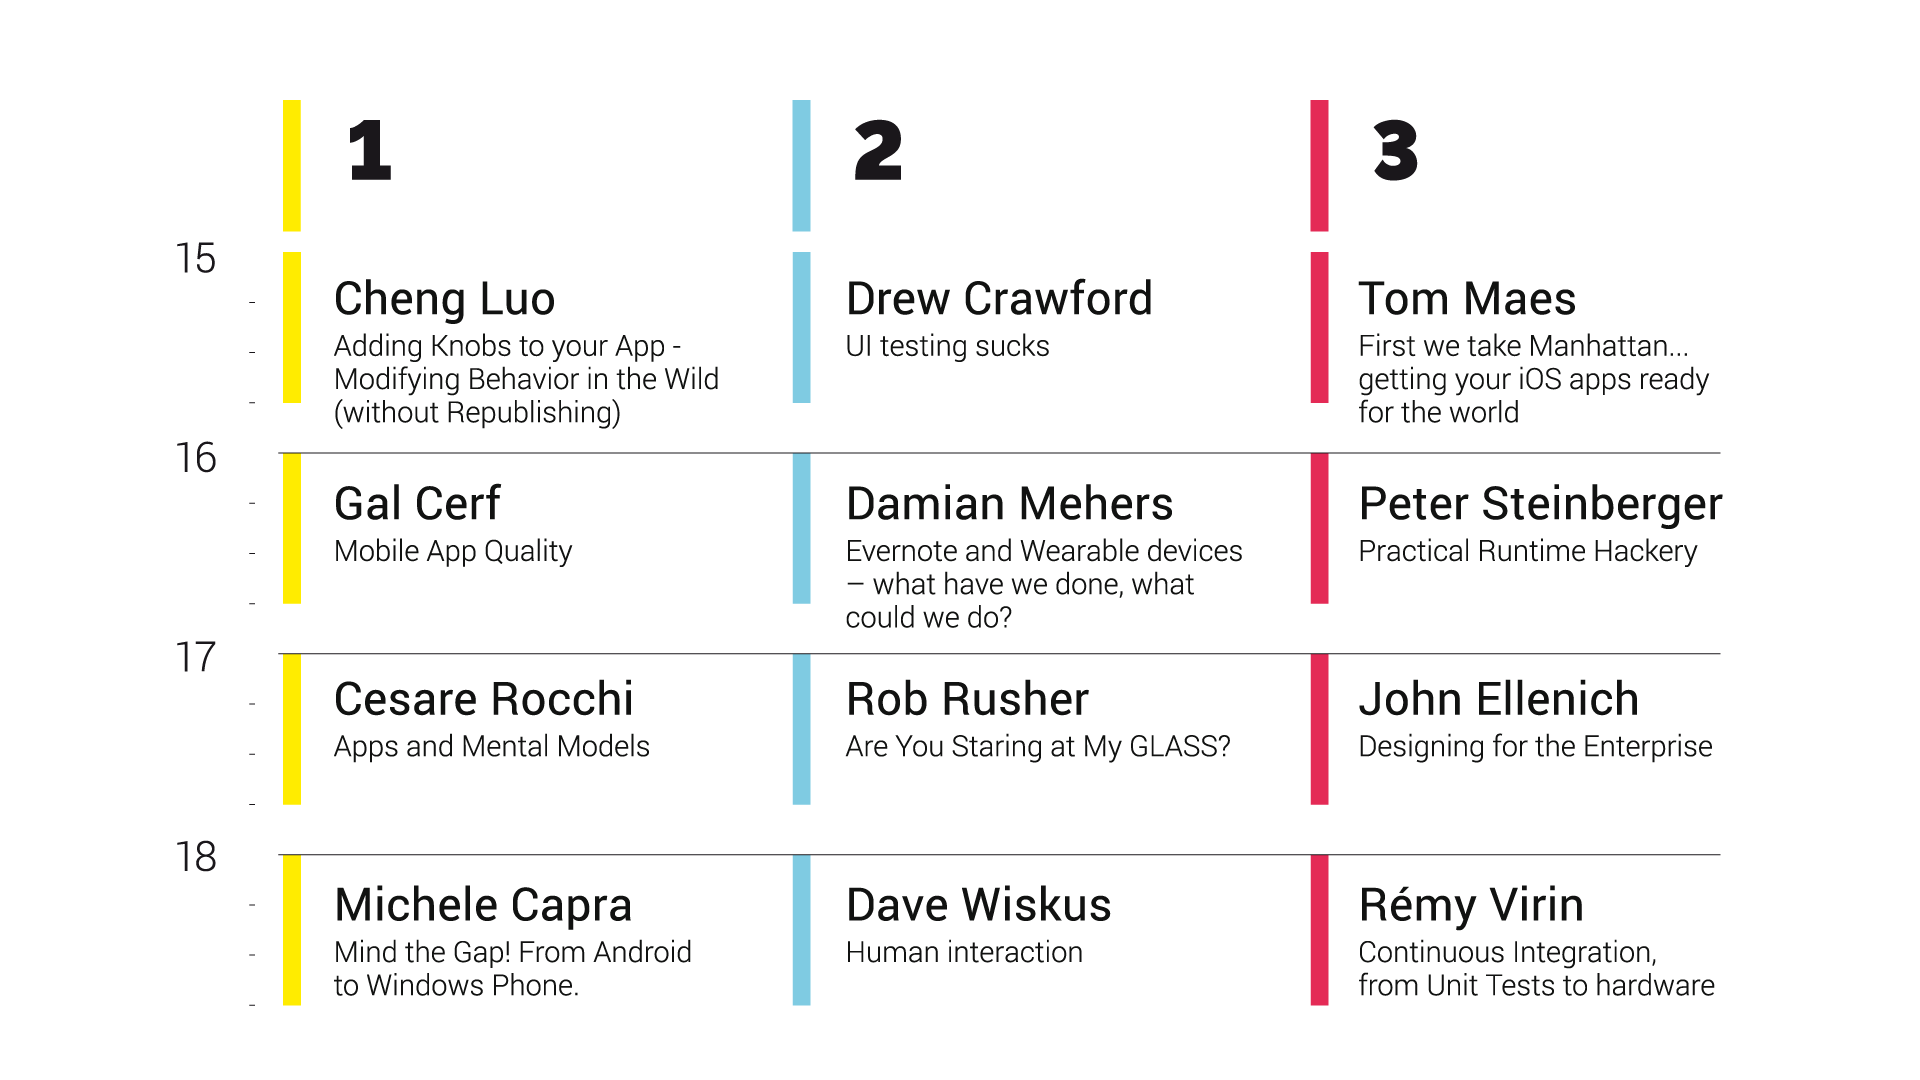 1 2 3
15
Cheng Luo
Adding Knobs to your App -
Modifying Behavior in the Wild
(without Republishing)
Drew Crawford
UI testing sucks
Tom Maes
First we take Manhattan...
getting your iOS apps ready
for the world
16
Gal Cerf
Mobile App Quality
Damian Mehers
Evernote and Wearable devices
– what have we done, what
could we do?
Peter Steinberger
Practical Runtime Hackery
17
Cesare Rocchi
Apps and Mental Models
Rob Rusher
Are You Staring at My GLASS?
John Ellenich
Designing for the Enterprise
18
Michele Capra
Mind the Gap! From Android
to Windows Phone.
Dave Wiskus
Human interaction
Rémy Virin
Continuous Integration,
from Unit Tests to hardware